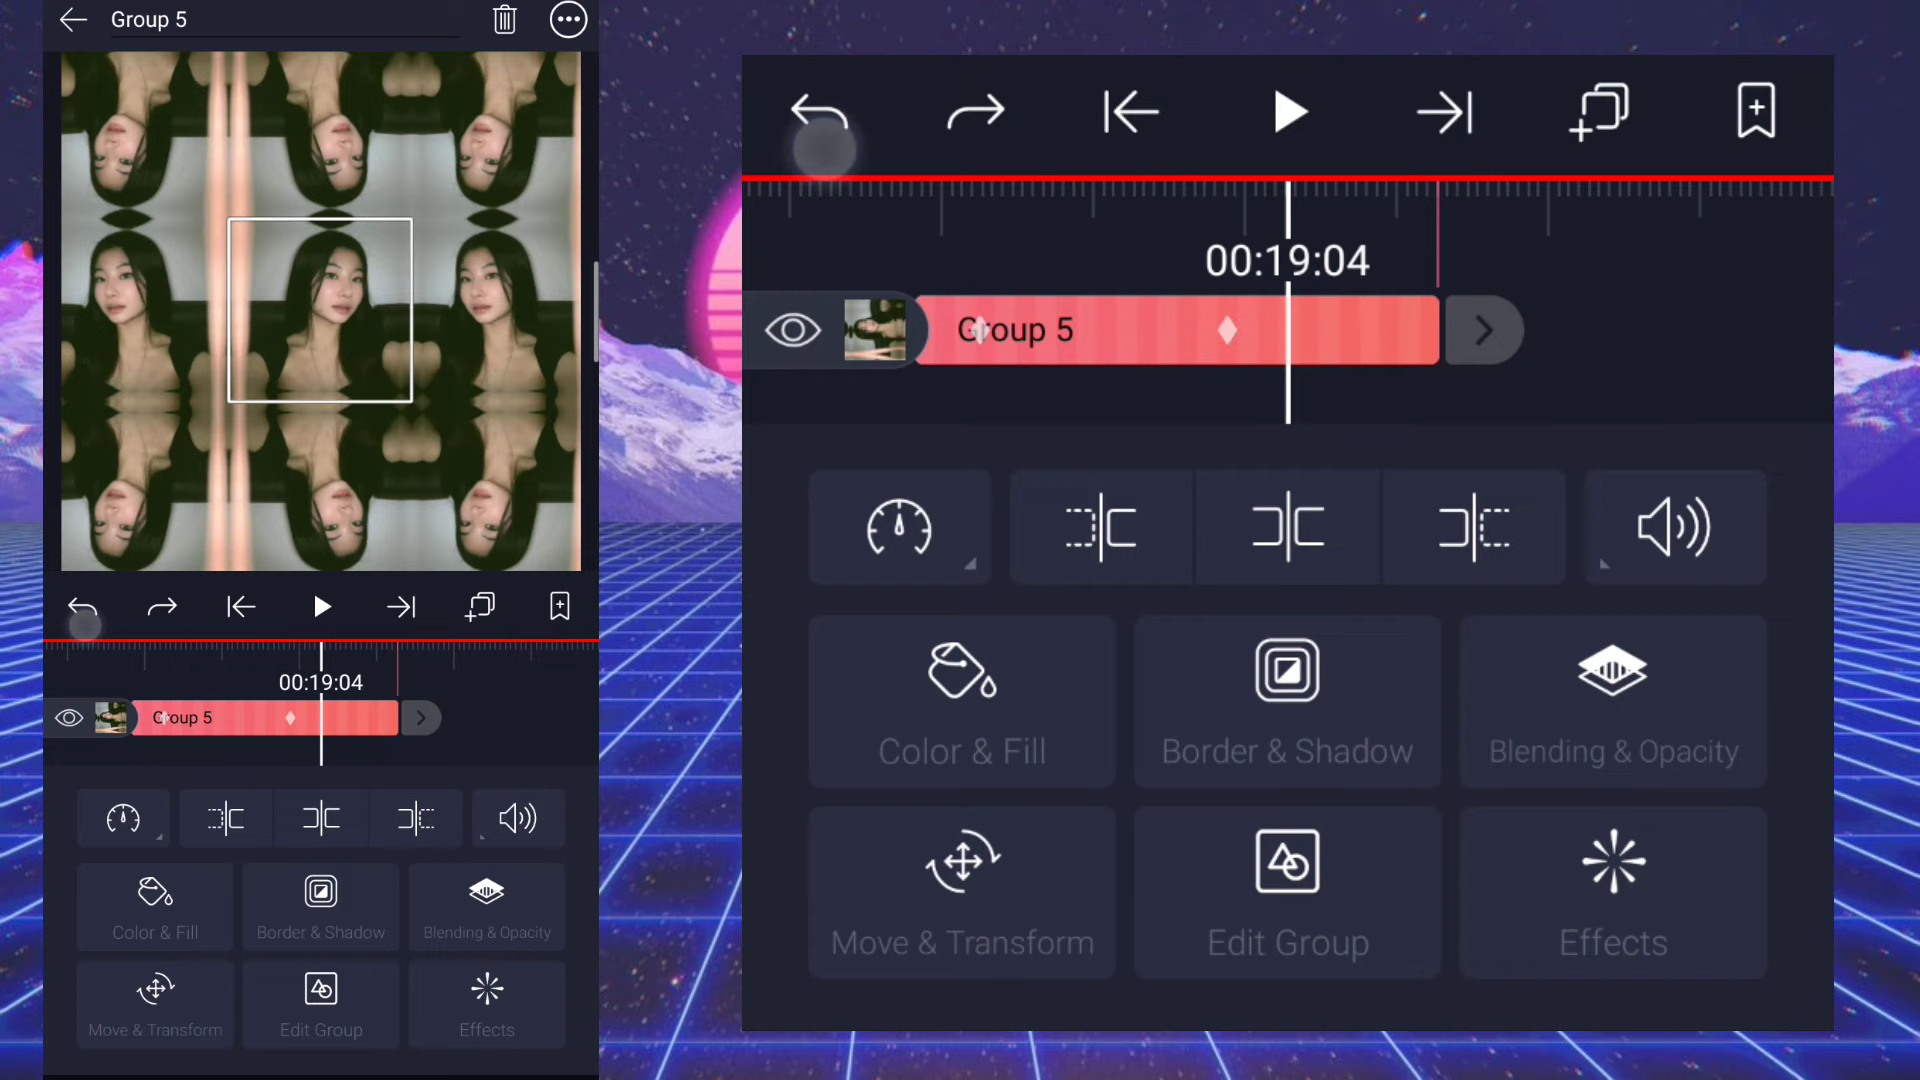 Group 5
00:19:04
Group 5
Color & Fill
Border & Shadow
Blending & Opacity
Move & Transform
Edit Group
Effects
00:19:04
Group 5
Color & Fill
Border & Shadow
Blending & Opacity
Move & Transform
Edit Group
Effects